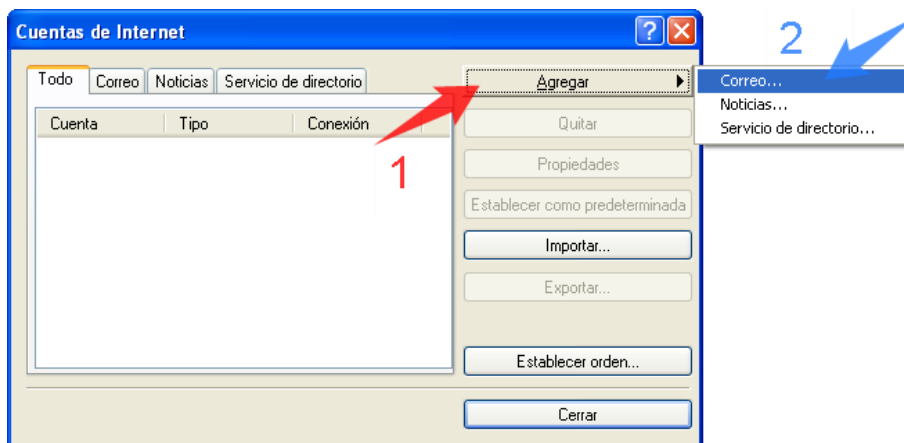 Cuentas de Internet
2
Todo Correo Noticias Servicio de directorio
Agregar
Correo...
Noticias...
Servicio de directorio...
Cuenta Tipo Conexión
Quitar
1
Propiedades
Establecer como predeterminada
Importar...
Exportar...
Establecer orden...
Cerrar